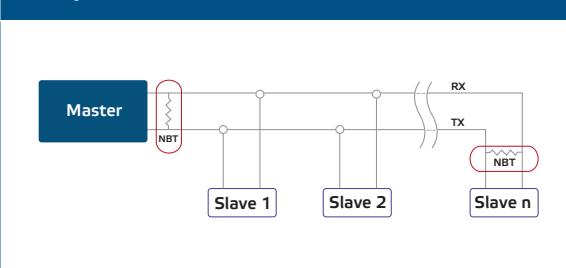 RX
Master
TX
NBT
NBT
Slave 1
Slave 2
Slave n